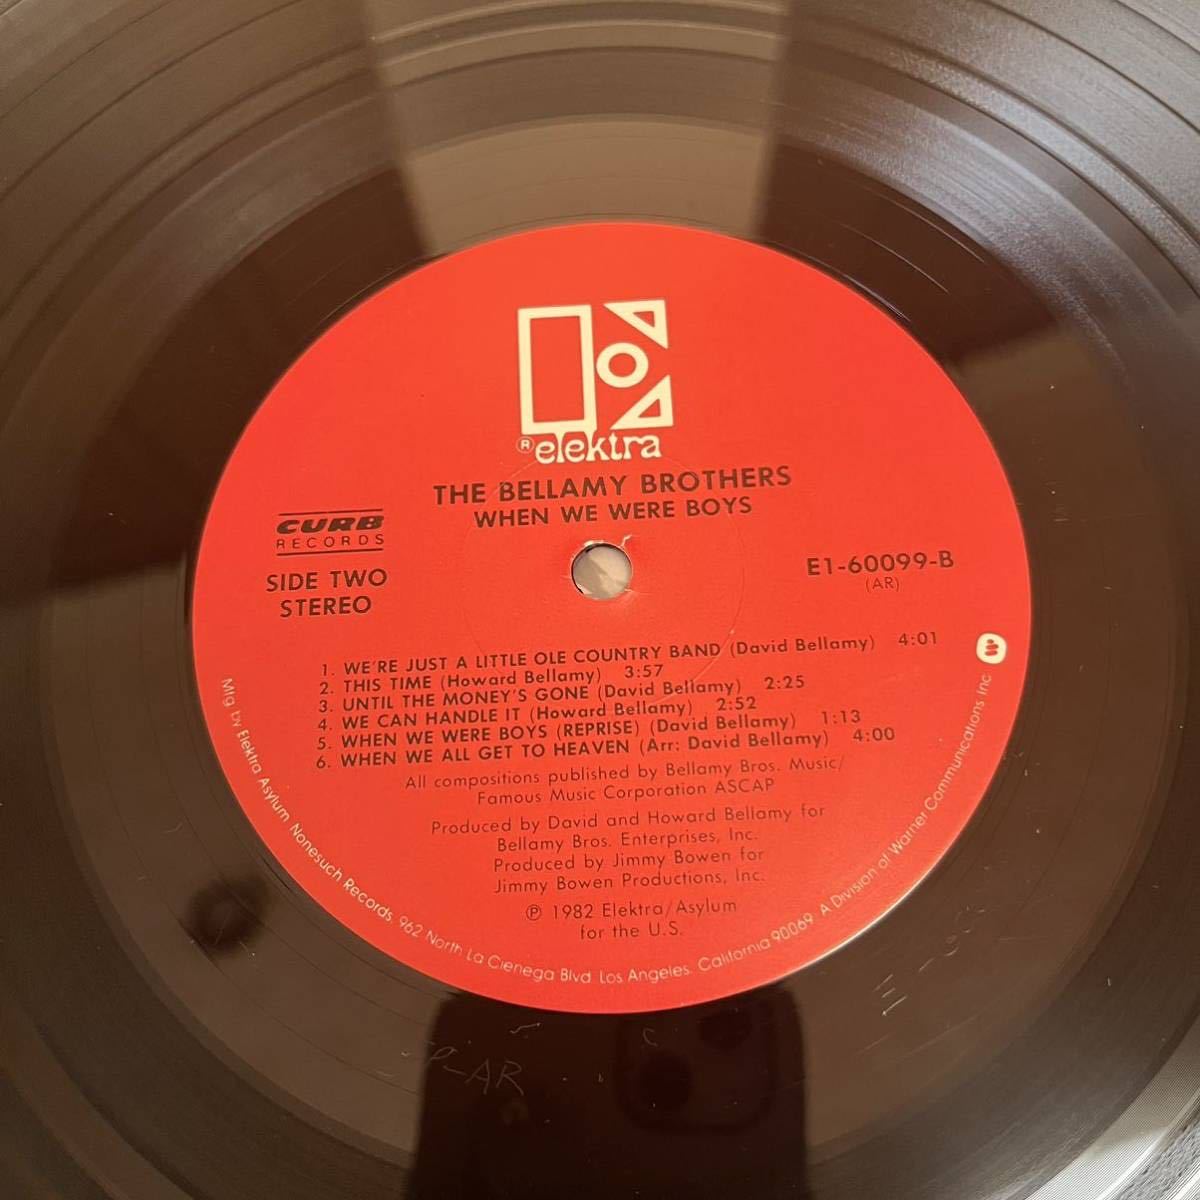 ® elektra
THE BELLAMY BROTHERS
WHEN WE WERE BOYS
CURB
RECORDS
SIDE TWO
STEREO
E1-60099-B
(AR)
1. WE'RE JUST A LITTLE OLE COUNTRY BAND (David Bellamy) 4:01
2. THIS TIME (Howard Bellamy) 3:57
3. UNTIL THE MONEY'S GONE (David Bellamy) 2:25
4. WE CAN HANDLE IT (Howard Bellamy) 2:52
5. WHEN WE WERE BOYS (REPRISE) (David Bellamy) 1:13
6. WHEN WE ALL GET TO HEAVEN (Arr: David Bellamy) 4:00
All compositions published by Bellamy Bros. Music/
Famous Music Corporation ASCAP
Produced by David and Howard Bellamy for
Bellamy Bros. Enterprises, Inc.
Produced by Jimmy Bowen for
Jimmy Bowen Productions, Inc.
℗ 1982 Elektra/Asylum
for the U.S.
Mfg by Elektra Asylum Nonesuch Records, 962 North La Cienega Blvd. Los Angeles, California 90069 A Division of Warner Communications Inc